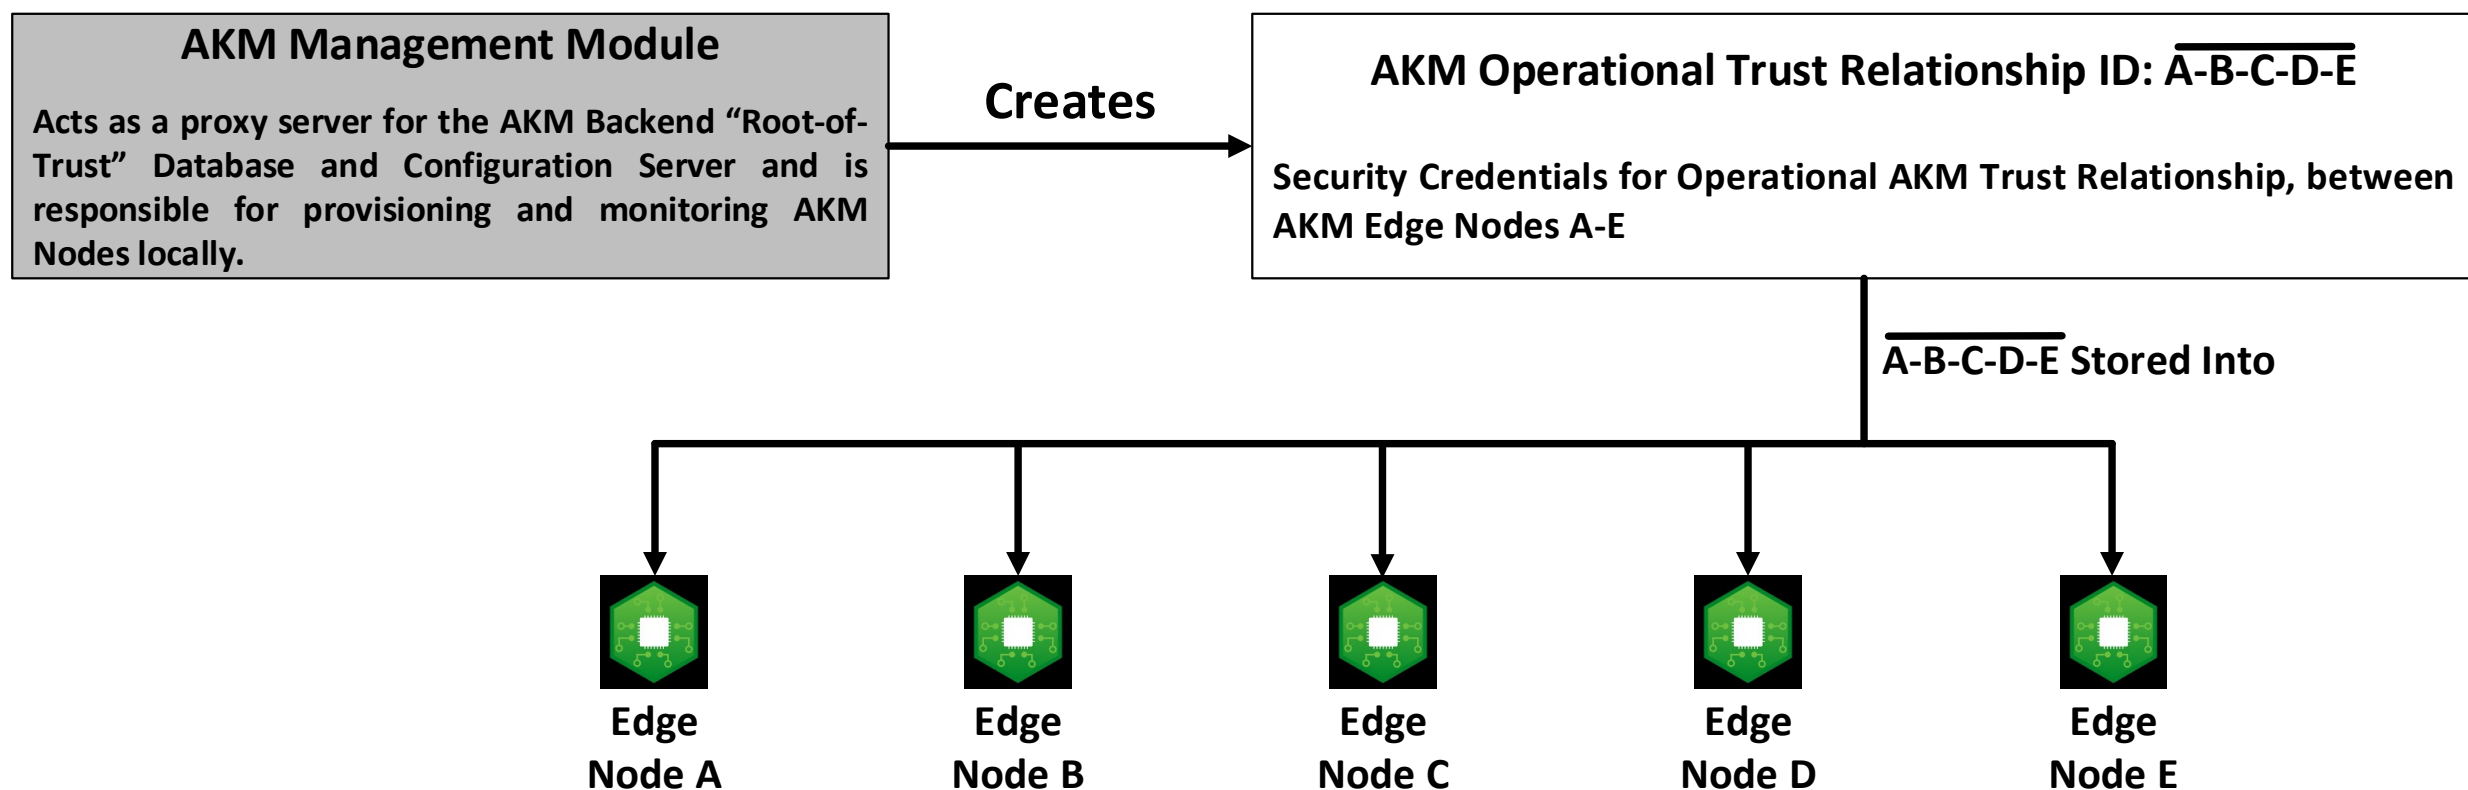 AKM Management Module
Acts as a proxy server for the AKM Backend “Root-of-
Trust” Database and Configuration Server and is
responsible for provisioning and monitoring AKM
Nodes locally.
Creates
AKM Operational Trust Relationship ID: A-B-C-D-E
Security Credentials for Operational AKM Trust Relationship, between
AKM Edge Nodes A-E
A-B-C-D-E Stored Into
Edge
Node A
Edge
Node B
Edge
Node C
Edge
Node D
Edge
Node E